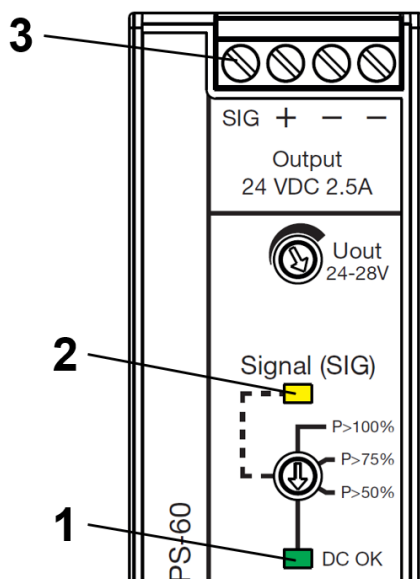 3
SIG + − −
Output
24 VDC 2.5A
Uout
24-28V
2
Signal (SIG)
P>100%
P>75%
P>50%
PS-60
1
DC OK